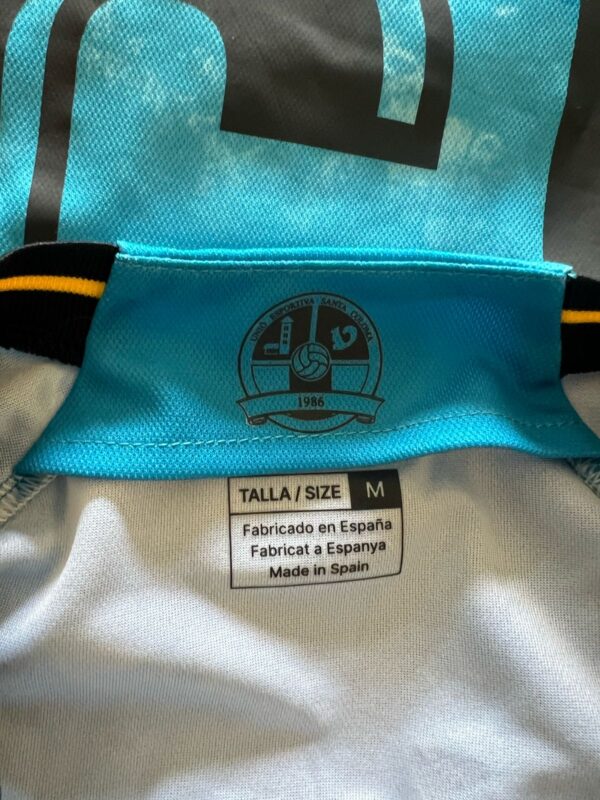 UNIÓ ESPORTIVA SANTA COLOMA
1986
TALLA / SIZE M
Fabricado en España
Fabricat a Espanya
Made in Spain